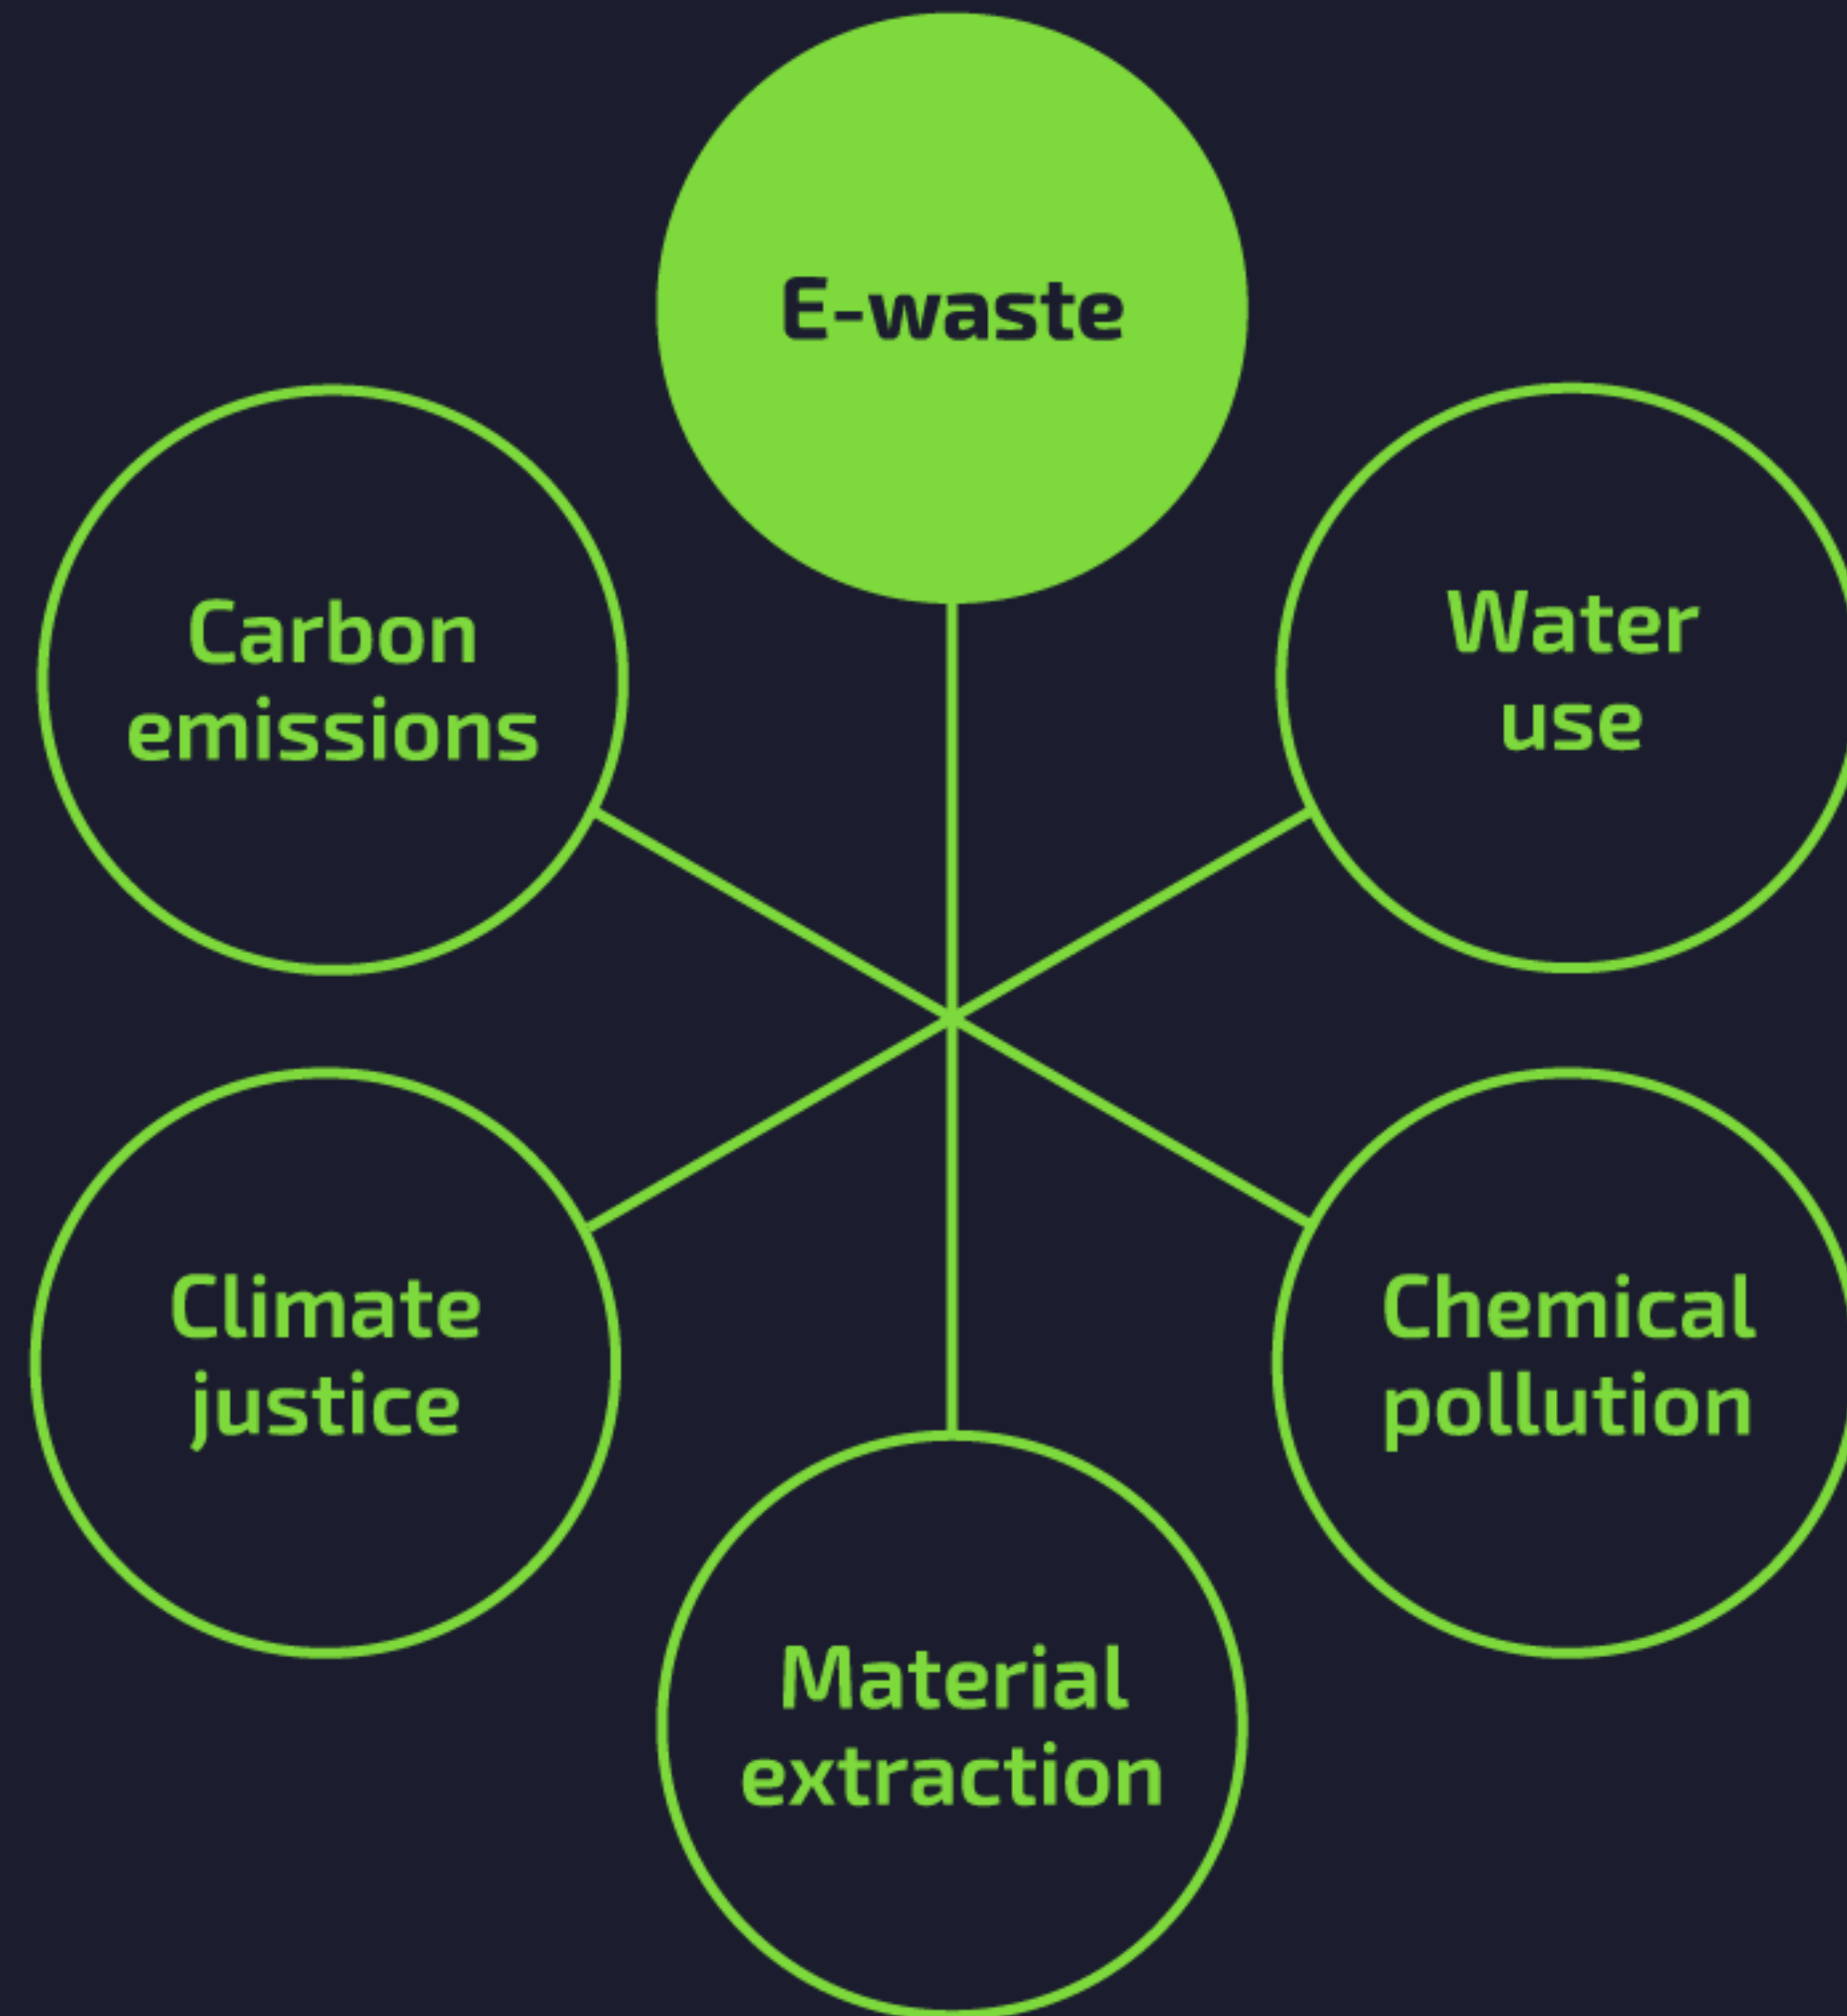 E-waste
Carbon
emissions
Water
use
Climate
justice
Chemical
pollution
Material
extraction